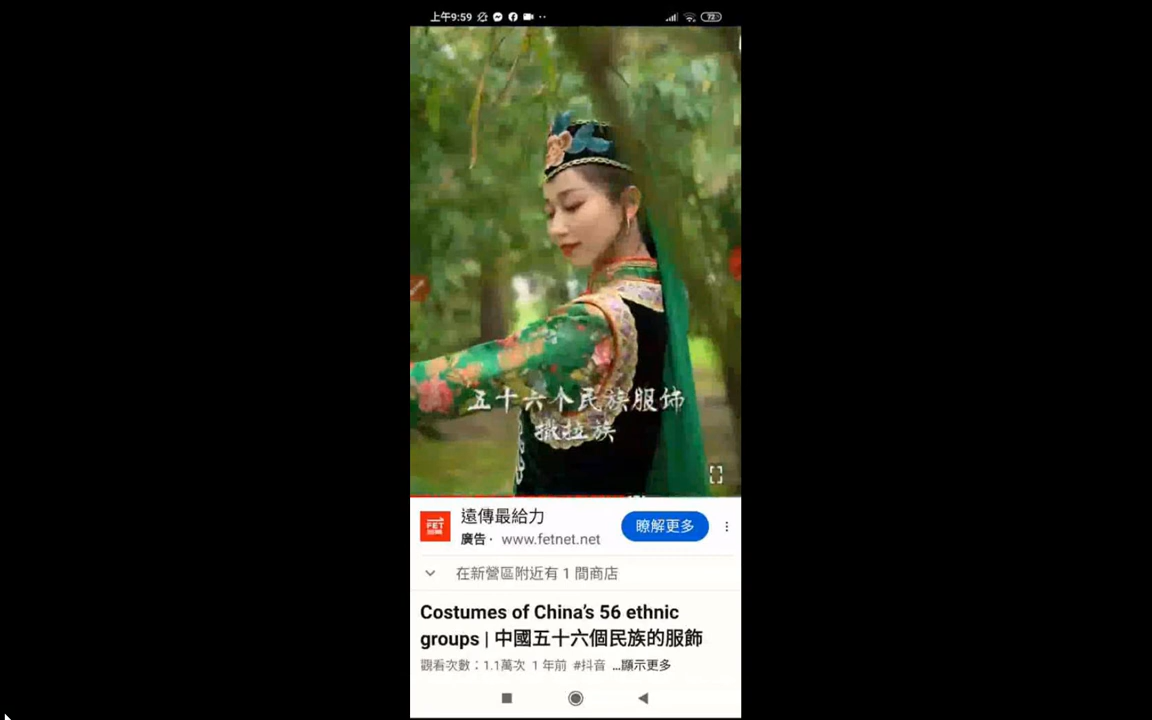 上午9:59
72
五十六个民族服饰
撒拉族
FET
遠傳最給力
瞭解更多
廣告· www.fetnet.net
在新營區附近有 1 間商店
Costumes of China's 56 ethnic
groups | 中國五十六個民族的服飾
觀看次數：1.1萬次 1 年前 #抖音 ...顯示更多